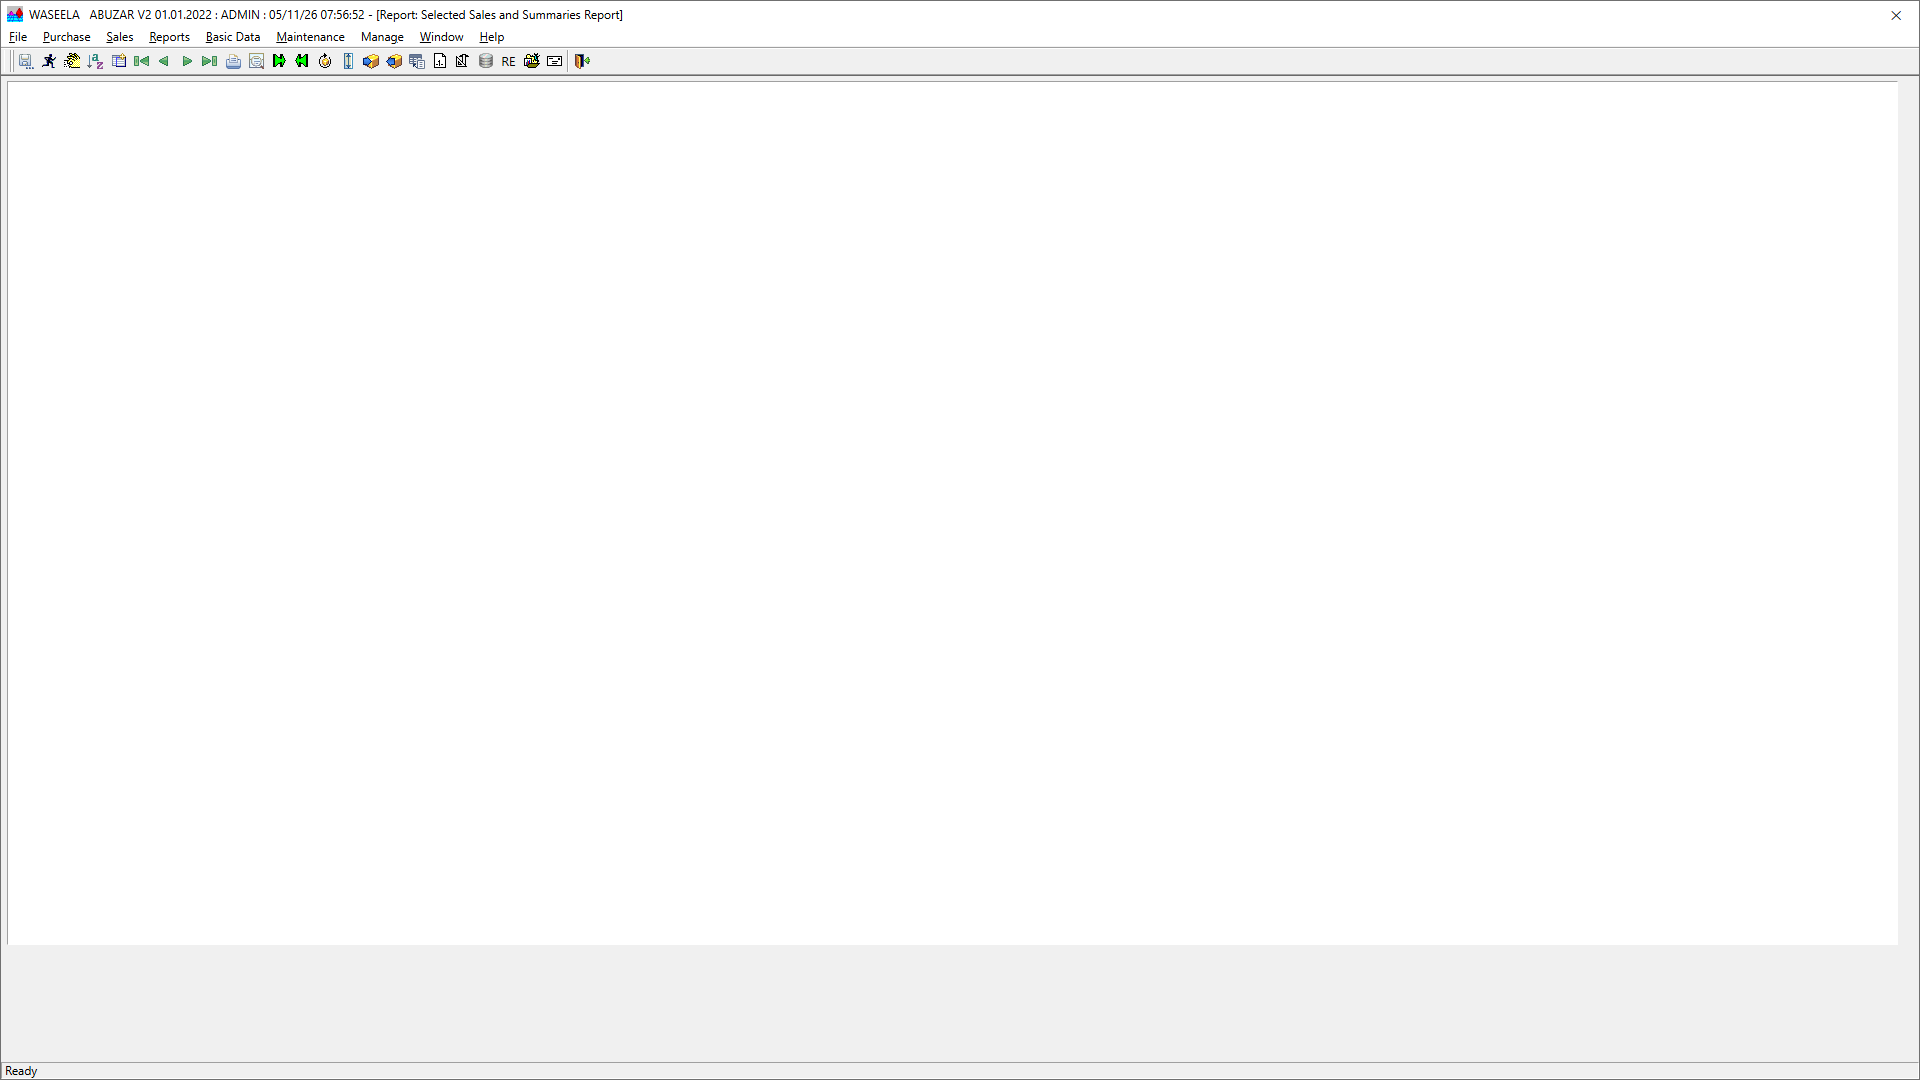 WASEELA   ABUZAR V2 01.01.2022 : ADMIN : 05/11/26 07:56:52 - [Report: Selected Sales and Summaries Report]
File Purchase Sales Reports Basic Data Maintenance Manage Window Help
RE
Ready